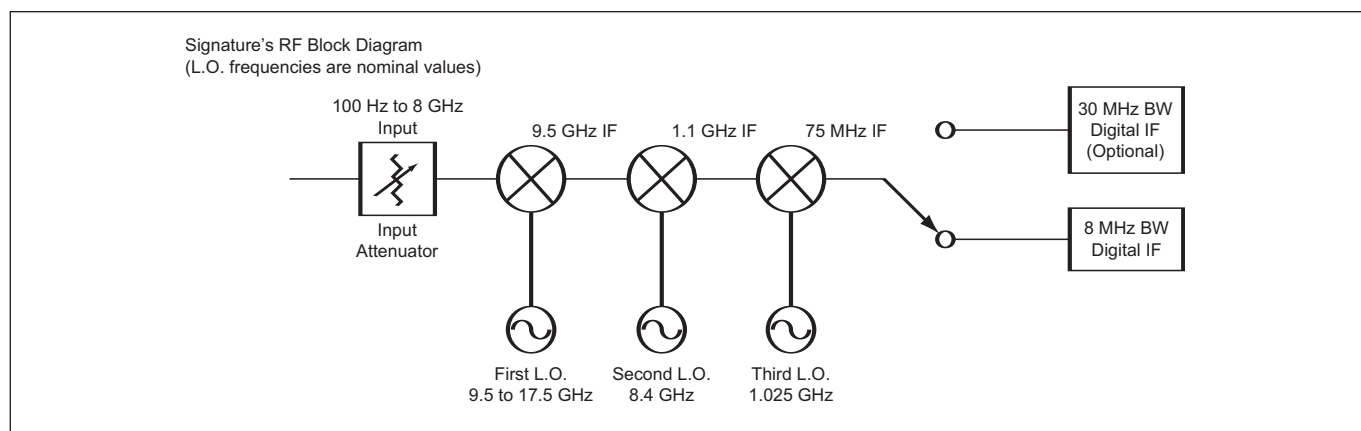 Signature's RF Block Diagram
(L.O. frequencies are nominal values)
100 Hz to 8 GHz
Input
9.5 GHz IF
1.1 GHz IF
75 MHz IF
30 MHz BW
Digital IF
(Optional)
Input
Attenuator
8 MHz BW
Digital IF
First L.O.
9.5 to 17.5 GHz
Second L.O.
8.4 GHz
Third L.O.
1.025 GHz